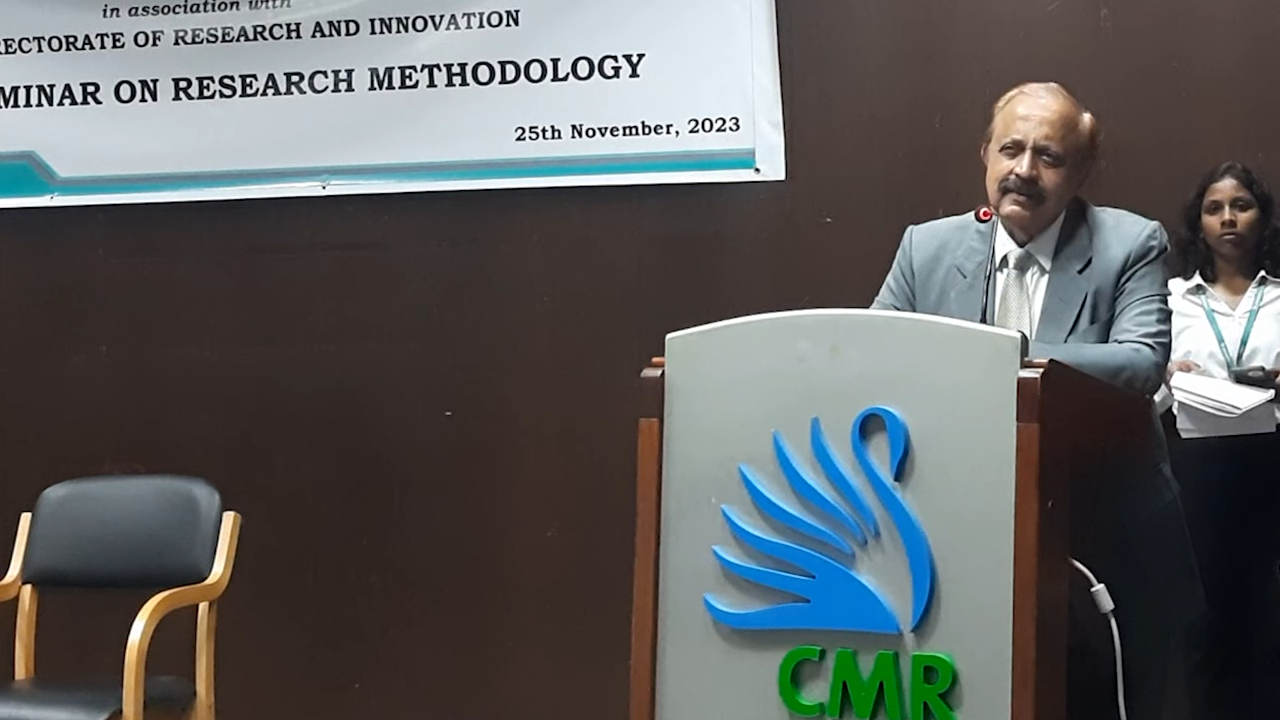 in association with
RECTORATE OF RESEARCH AND INNOVATION
MINAR ON RESEARCH METHODOLOGY
25th November, 2023
CMR